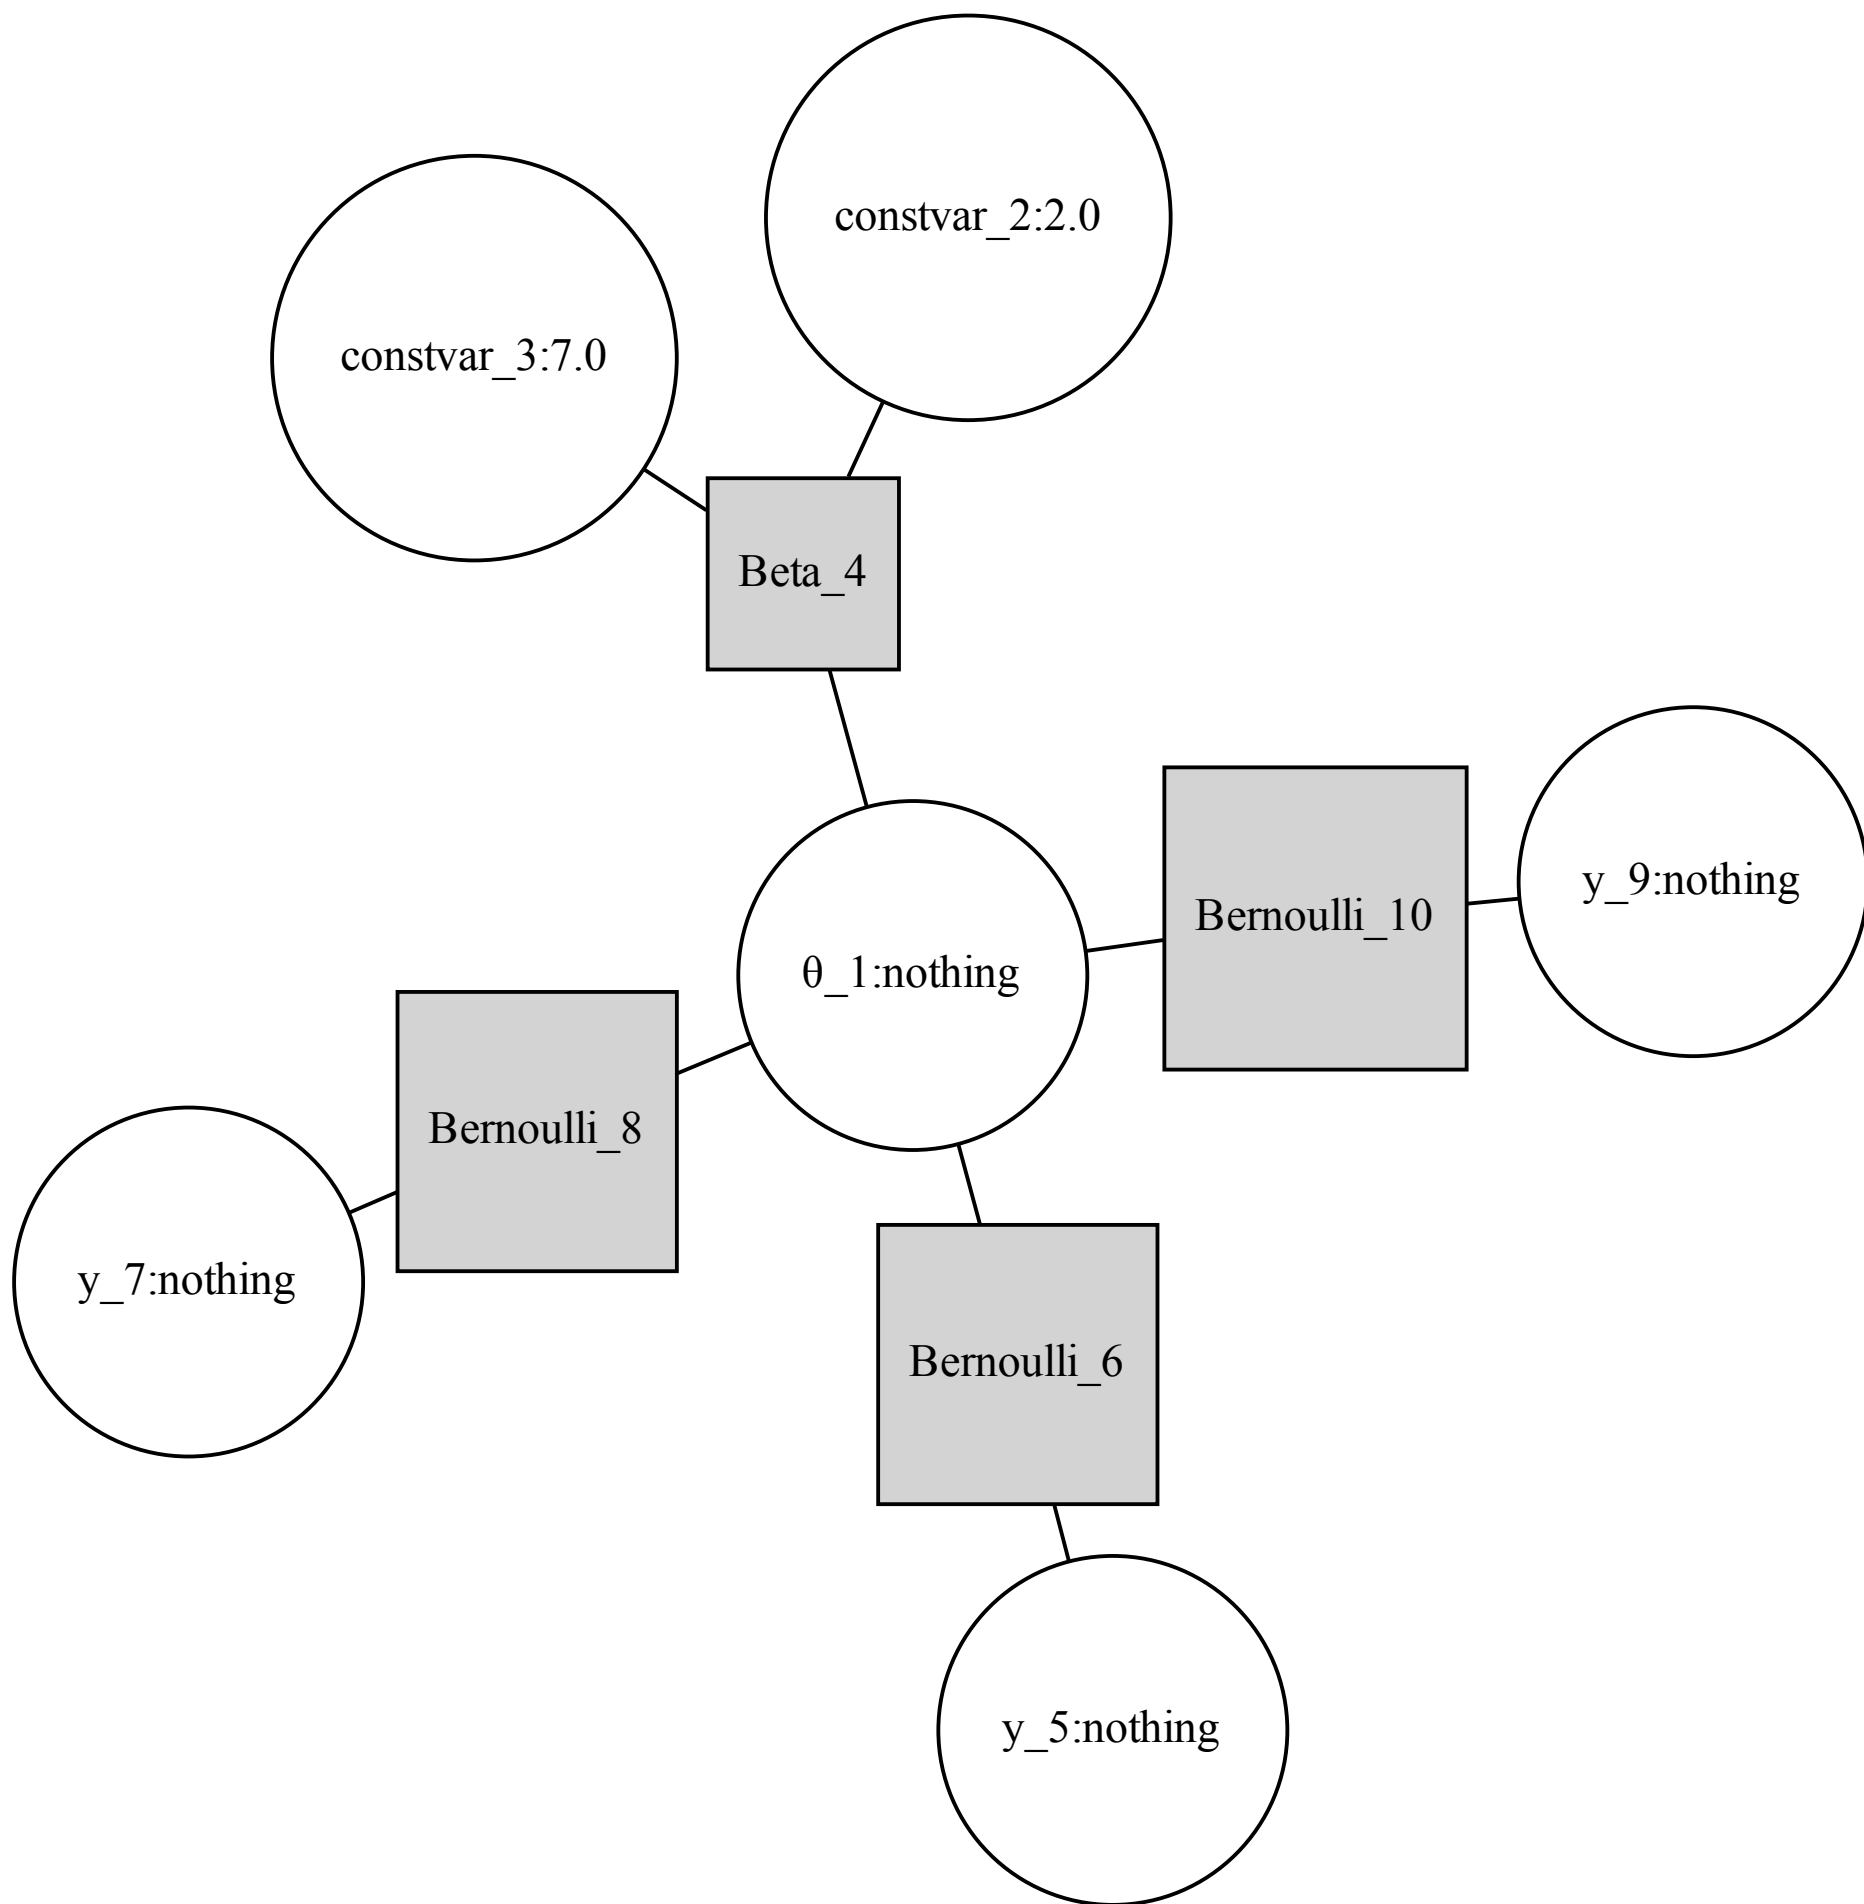 constvar_2:2.0
constvar_3:7.0
Beta_4
y_9:nothing
Bernoulli_10
θ_1:nothing
Bernoulli_8
y_7:nothing
Bernoulli_6
y_5:nothing